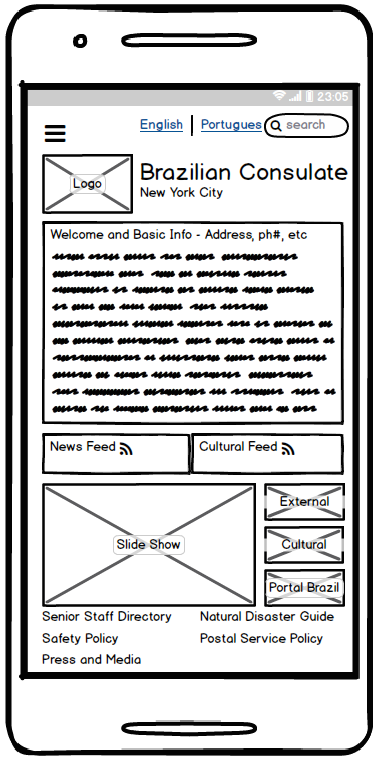 23:05
English | Portugues search
Logo
Brazilian Consulate
New York City
Welcome and Basic Info - Address, ph#, etc
News Feed
Cultural Feed
Slide Show
External
Cultural
Portal Brazil
Senior Staff Directory
Natural Disaster Guide
Safety Policy
Postal Service Policy
Press and Media